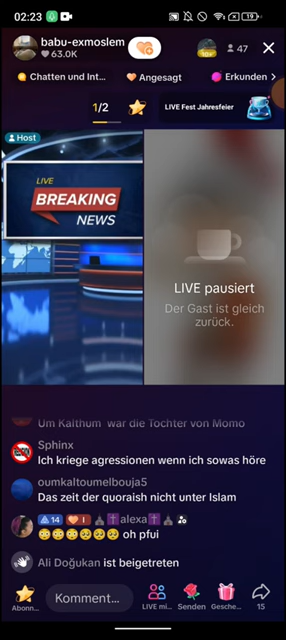 02:23
19
babu-exmoslem
63.0K
10x
47
Chatten und Int...
Angesagt
Erkunden
1/2
LIVE Fest Jahresfeier
Host
LIVE
BREAKING
NEWS
LIVE pausiert
Der Gast ist gleich
zurück.
Um Kalthum war die Tochter von Momo
Sphinx
Ich kriege agressionen wenn ich sowas höre
oumkaltoumelbouja5
Das zeit der quoraish nicht unter Islam
14 I ⛪✝️alexa✝️⛪
😳😳😳🥺🥺🥺 oh pfui
Ali Doğukan ist beigetreten
Abonn...
Komment...
LIVE mi...
Senden
Gesche...
15